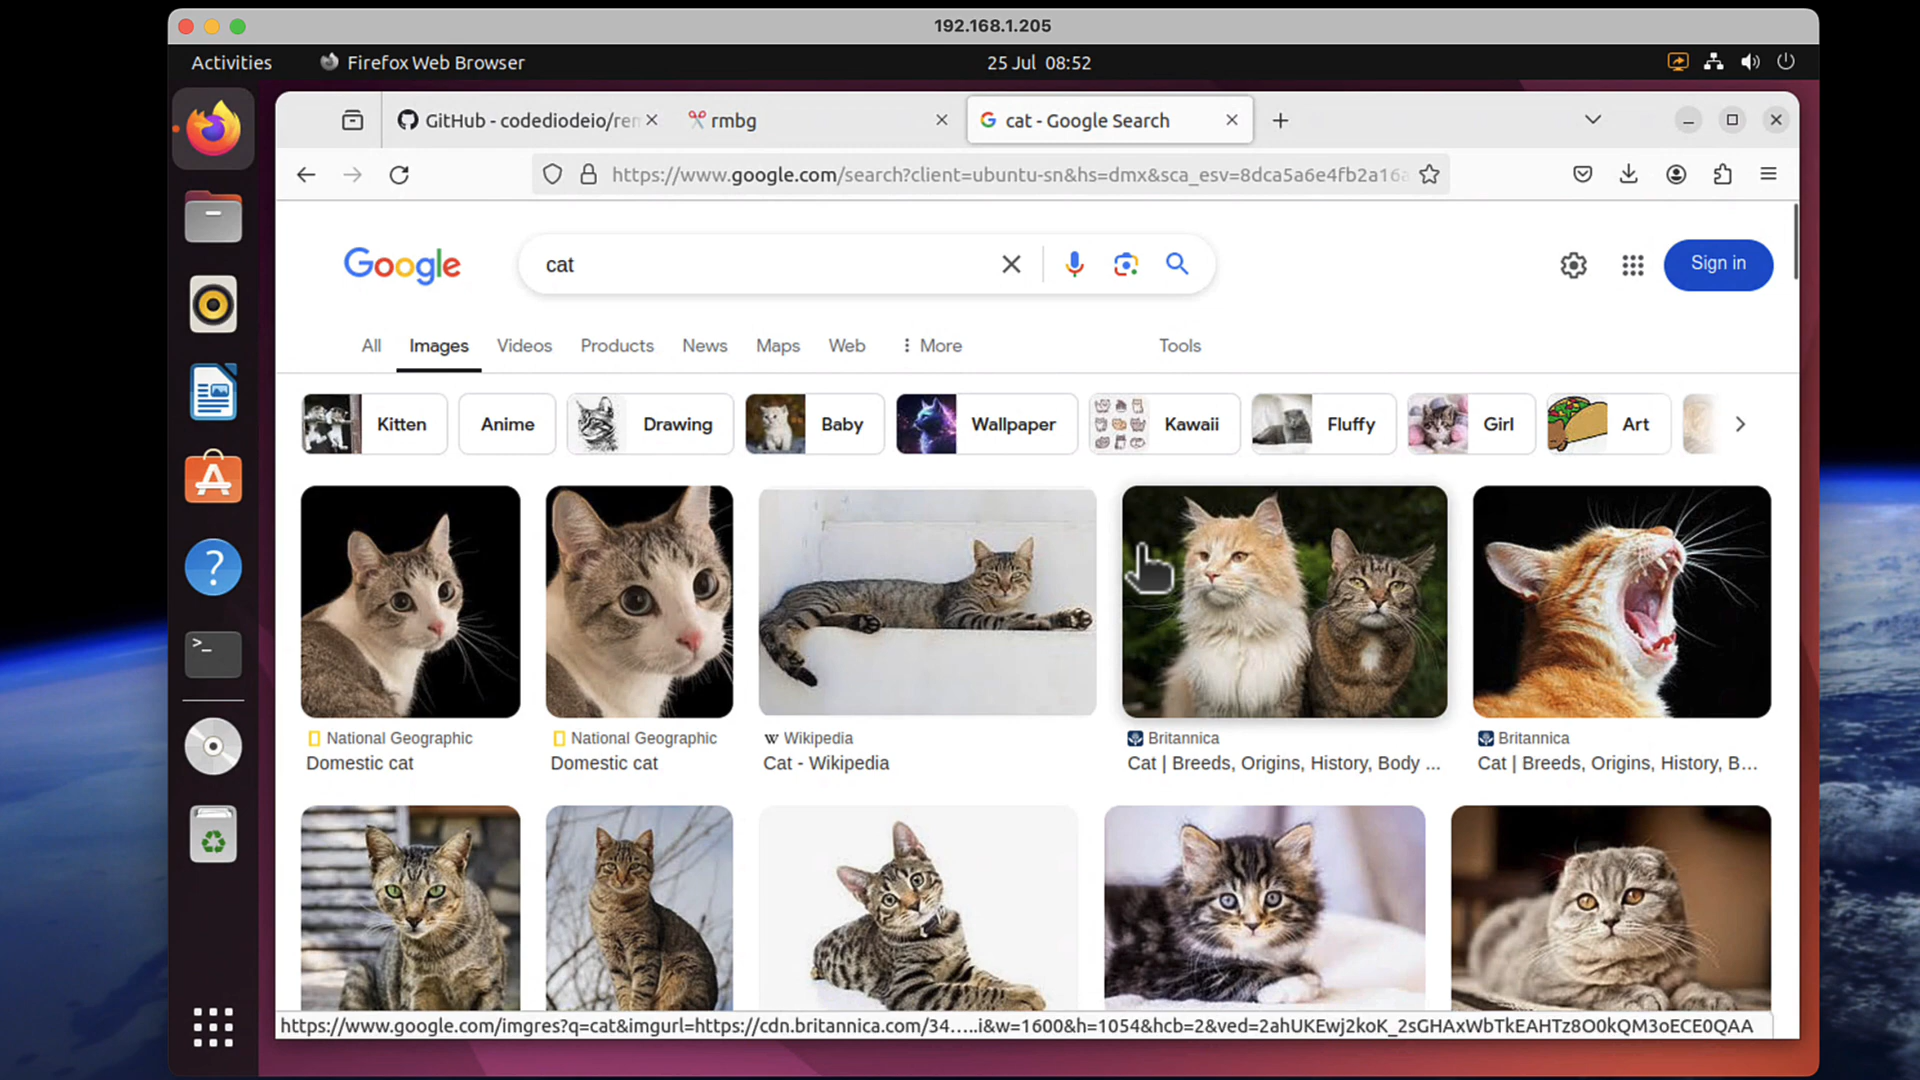 192.168.1.205
Activities Firefox Web Browser 25 Jul 08:52
GitHub - codediodeio/rem rmbg cat - Google Search
https://www.google.com/search?client=ubuntu-sn&hs=dmx&sca_esv=8dca5a6e4fb2a16a
Google cat Sign in
All Images Videos Products News Maps Web More Tools
Kitten Anime Drawing Baby Wallpaper Kawaii Fluffy Girl Art
National Geographic National Geographic Wikipedia Britannica Britannica
Domestic cat Domestic cat Cat - Wikipedia Cat | Breeds, Origins, History, Body ... Cat | Breeds, Origins, History, B...
https://www.google.com/imgres?q=cat&imgurl=https://cdn.britannica.com/34.....i&w=1600&h=1054&hcb=2&ved=2ahUKEwj2koK_2sGHAxWbTkEAHTz8O0kQM3oECE0QAA